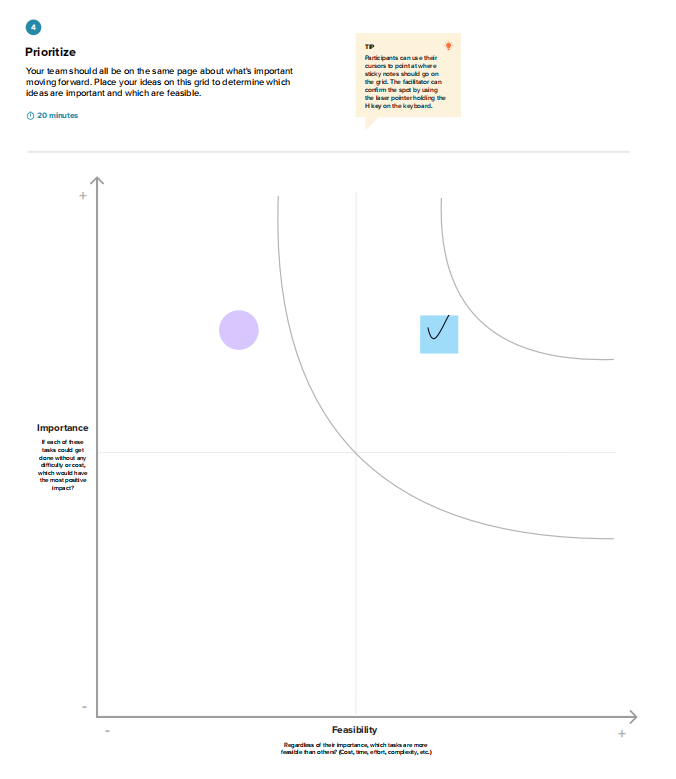 4
Prioritize
Your team should all be on the same page about what's important
moving forward. Place your ideas on this grid to determine which
ideas are important and which are feasible.
20 minutes
TIP
Participants can use their
cursors to point at where
sticky notes should go on
the grid. The facilitator can
confirm the spot by using
the laser pointer holding the
H key on the keyboard.
+
Importance
If each of these
tasks could get
done without any
difficulty or cost,
which would have
the most positive
impact?
-
-
Feasibility
+
Regardless of their importance, which tasks are more
feasible than others? (Cost, time, effort, complexity, etc.)